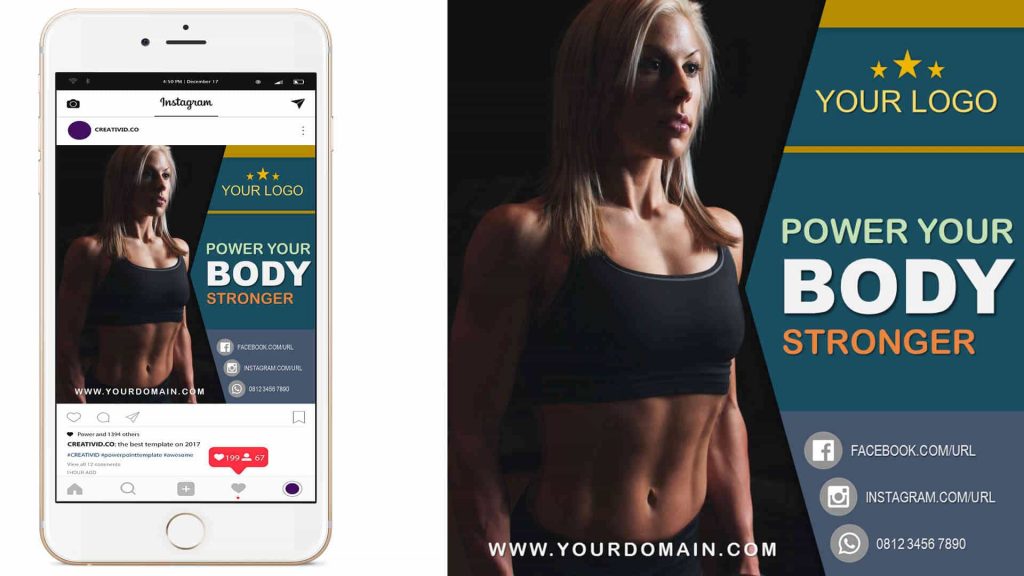 4:50 PM | December 17
Instagram
CREATIVID.CO
YOUR LOGO
POWER YOUR
BODY
STRONGER
FACEBOOK.COM/URL
INSTAGRAM.COM/URL
0812 3456 7890
WWW.YOURDOMAIN.COM
Power and 1394 others
CREATIVID.CO: the best template on 2017
#CREATIVID #powerpointtemplate #awesome
View all 12 comments
1 HOUR AGO
199 67
YOUR LOGO
POWER YOUR
BODY
STRONGER
FACEBOOK.COM/URL
INSTAGRAM.COM/URL
0812 3456 7890
WWW.YOURDOMAIN.COM